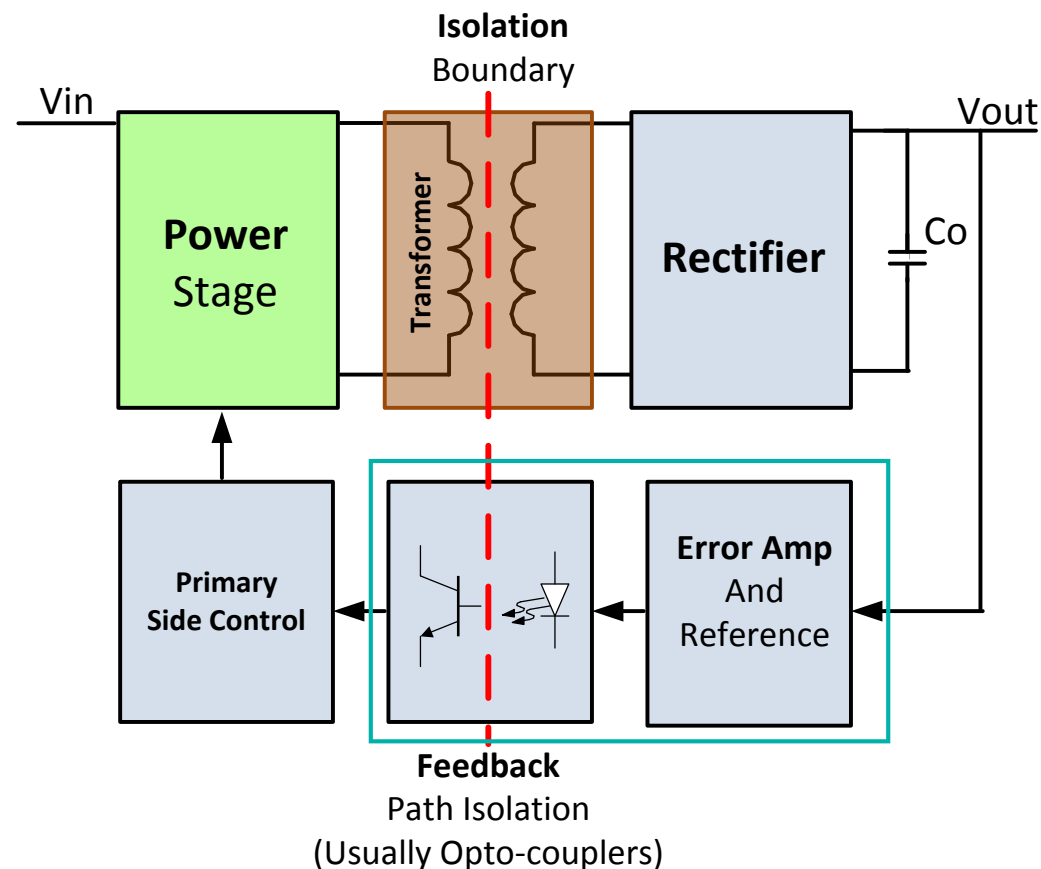 Isolation
Boundary
Vin
Vout
Power
Stage
Transformer
Rectifier
Co
Primary
Side Control
Error Amp
And
Reference
Feedback
Path Isolation
(Usually Opto-couplers)